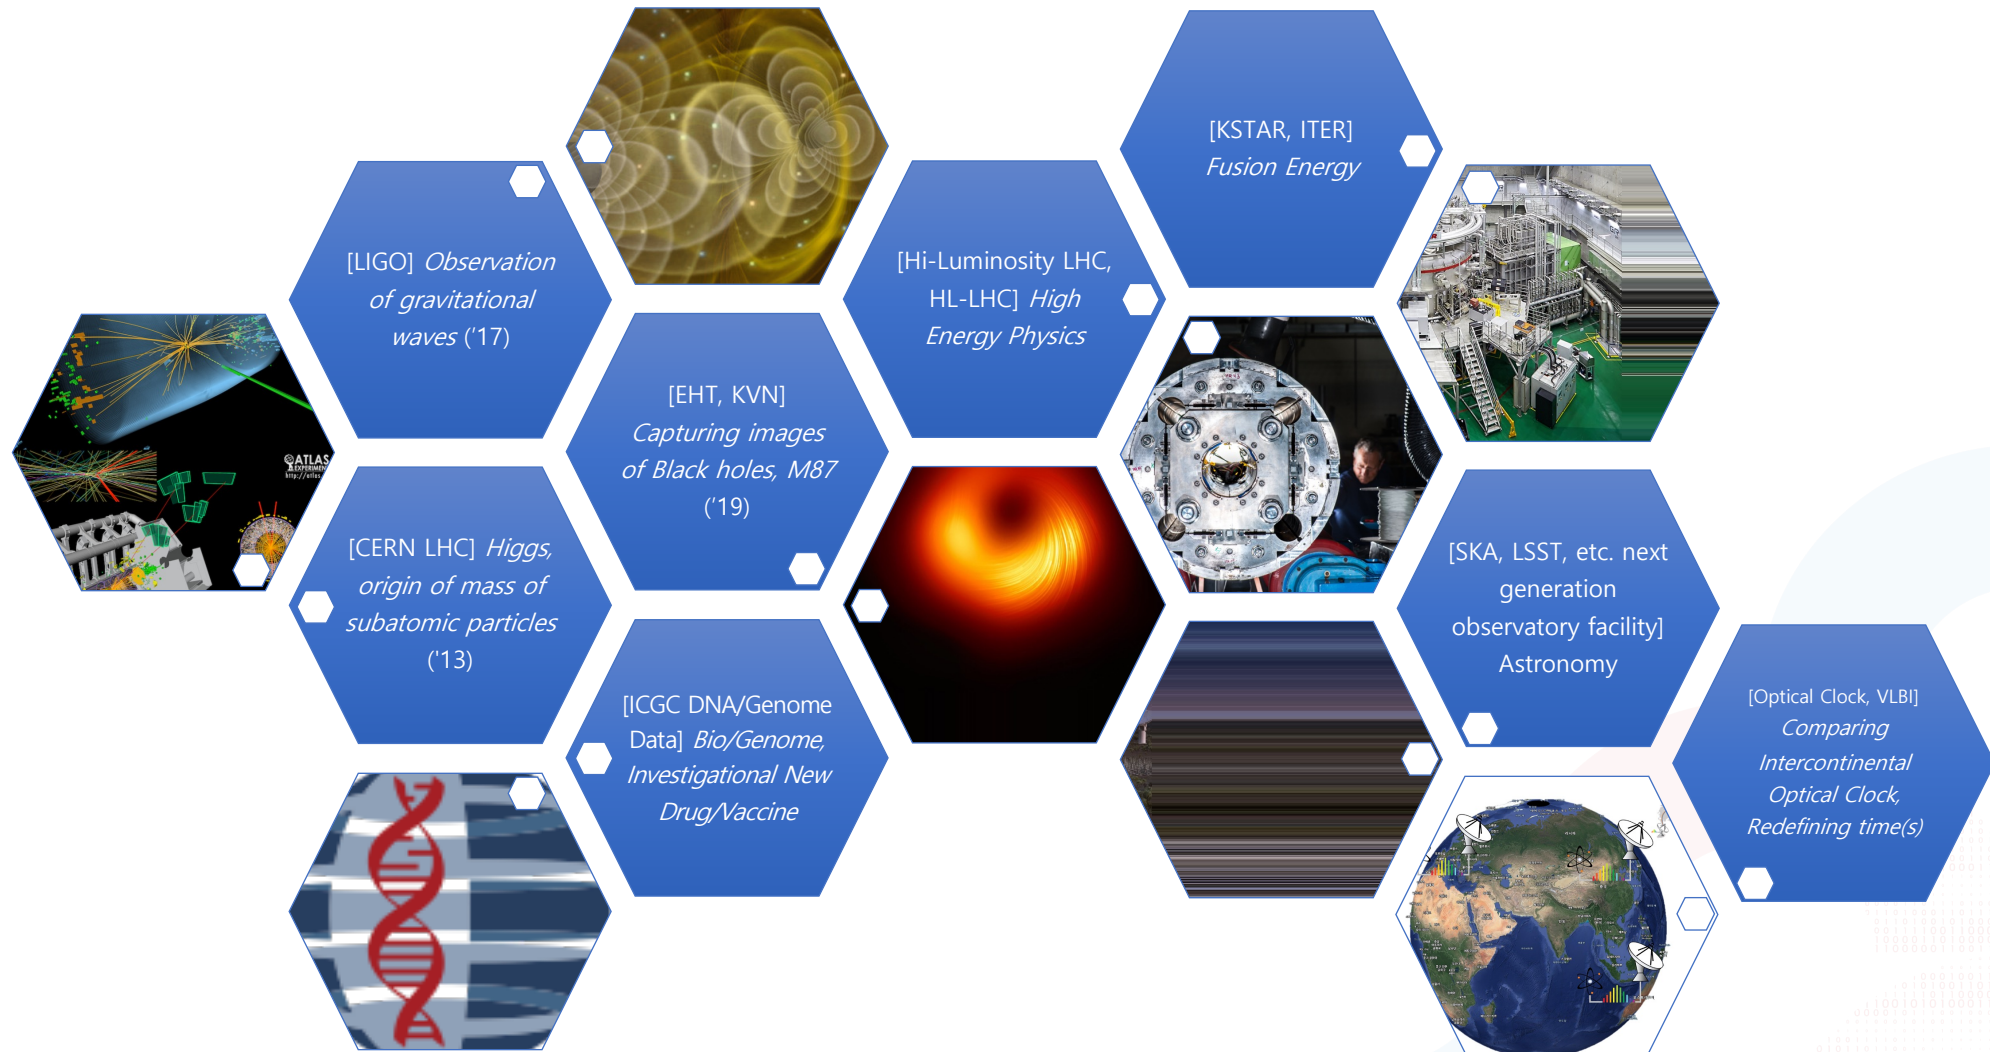 [KSTAR, ITER]
Fusion Energy
[LIGO] Observation
of gravitational
waves ('17)
[Hi-Luminosity LHC,
HL-LHC] High
Energy Physics
[EHT, KVN]
Capturing images
of Black holes, M87
('19)
ATLAS
EXPERIMENT
http://atlas
[CERN LHC] Higgs,
origin of mass of
subatomic particles
('13)
[SKA, LSST, etc. next
generation
observatory facility]
Astronomy
[ICGC DNA/Genome
Data] Bio/Genome,
Investigational New
Drug/Vaccine
[Optical Clock, VLBI]
Comparing
Intercontinental
Optical Clock,
Redefining time(s)